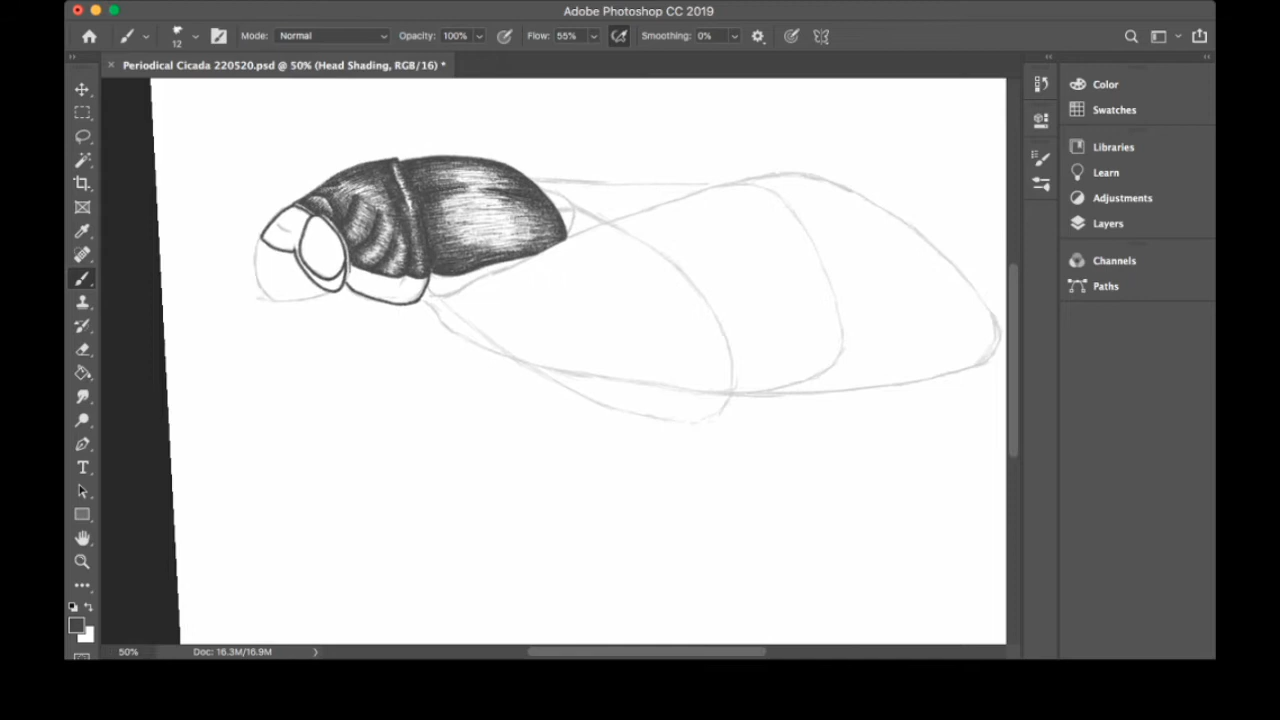 Adobe Photoshop CC 2019
12 Mode: Normal Opacity: 100% Flow: 55% Smoothing: 0%
× Periodical Cicada 220520.psd @ 50% (Head Shading, RGB/16) *
Color
Swatches
Libraries
Learn
Adjustments
Layers
Channels
Paths
50% Doc: 16.3M/16.9M